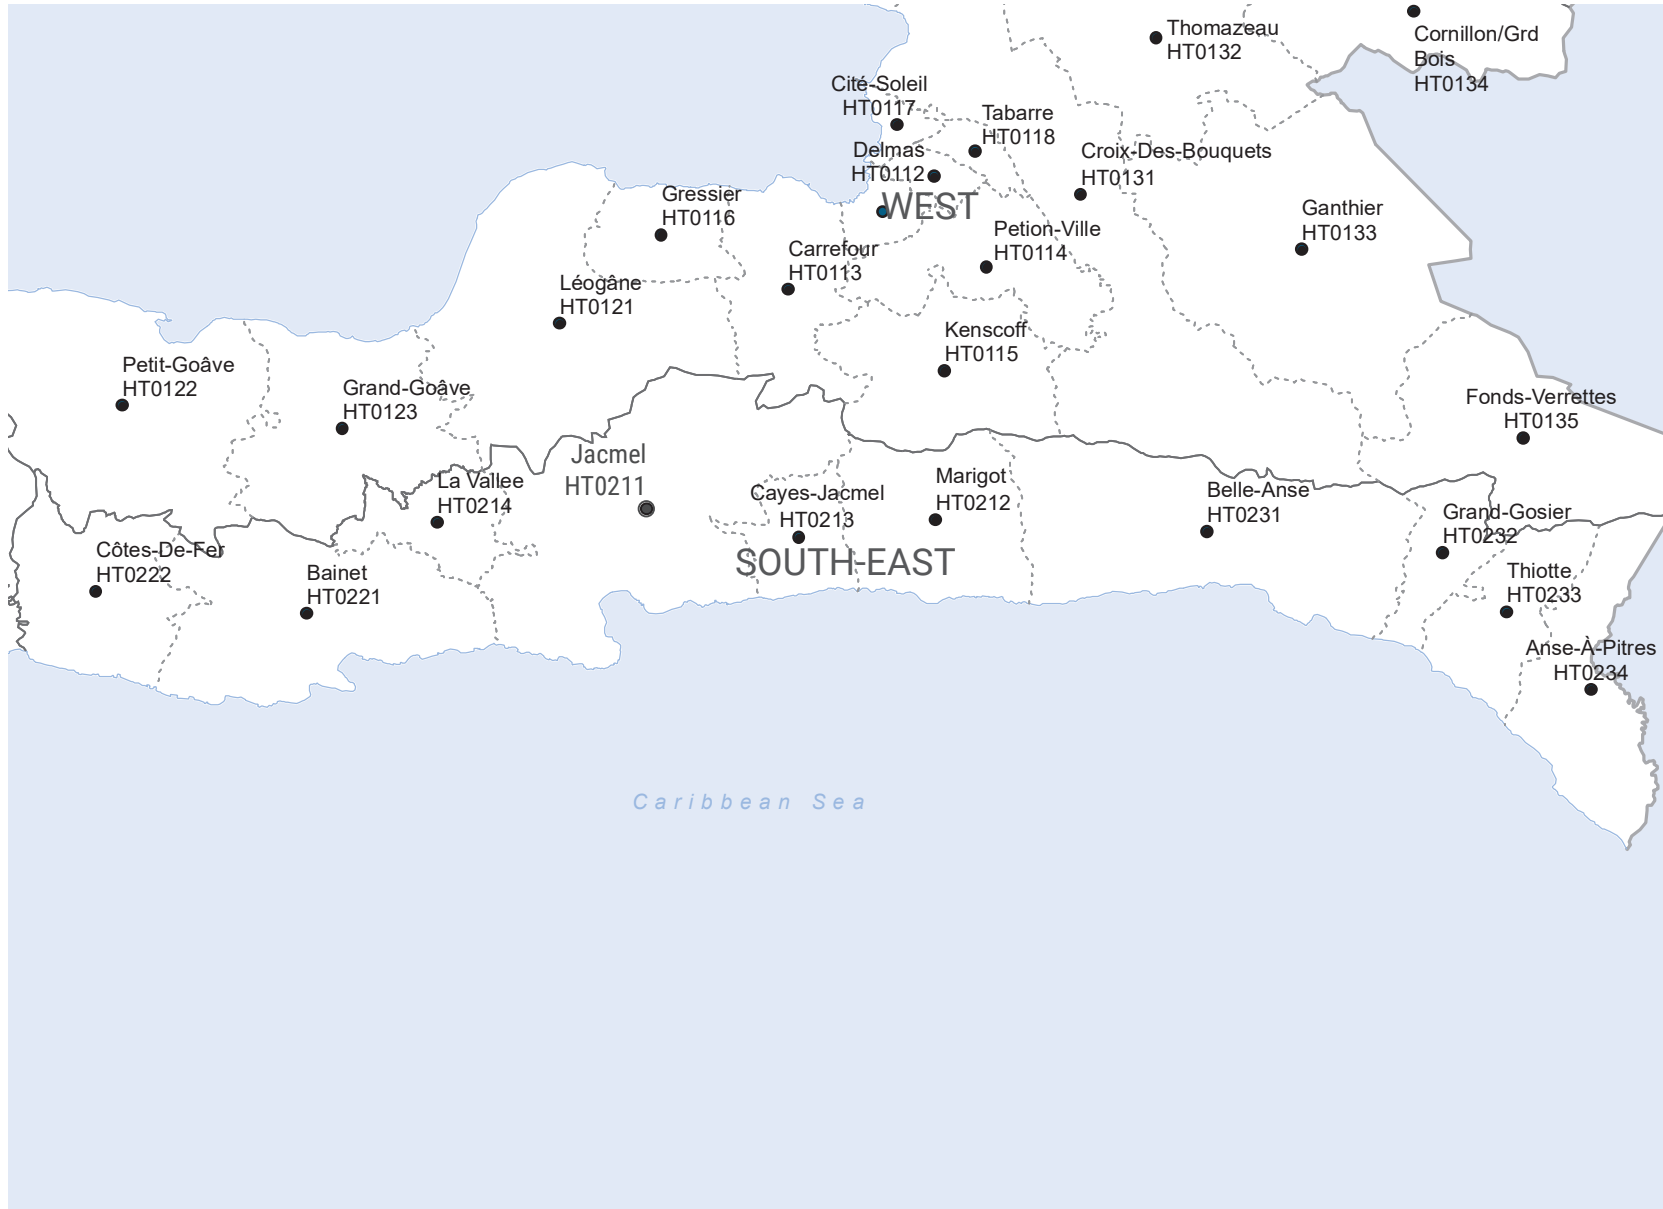 Thomazeau
HT0132
Cornillon/Grd
Bois
HT0134
Cité-Soleil
HT0117
Tabarre
HT0118
Delmas
HT0112
Croix-Des-Bouquets
HT0131
WEST
Gressier
HT0116
Ganthier
HT0133
Petion-Ville
HT0114
Carrefour
HT0113
Léogâne
HT0121
Kenscoff
HT0115
Petit-Goâve
HT0122
Grand-Goâve
HT0123
Fonds-Verrettes
HT0135
Jacmel
HT0211
La Vallee
HT0214
Cayes-Jacmel
HT0213
Marigot
HT0212
Belle-Anse
HT0231
Grand-Gosier
HT0232
SOUTH-EAST
Côtes-De-Fer
HT0222
Bainet
HT0221
Thiotte
HT0233
Anse-À-Pitres
HT0234
Caribbean Sea